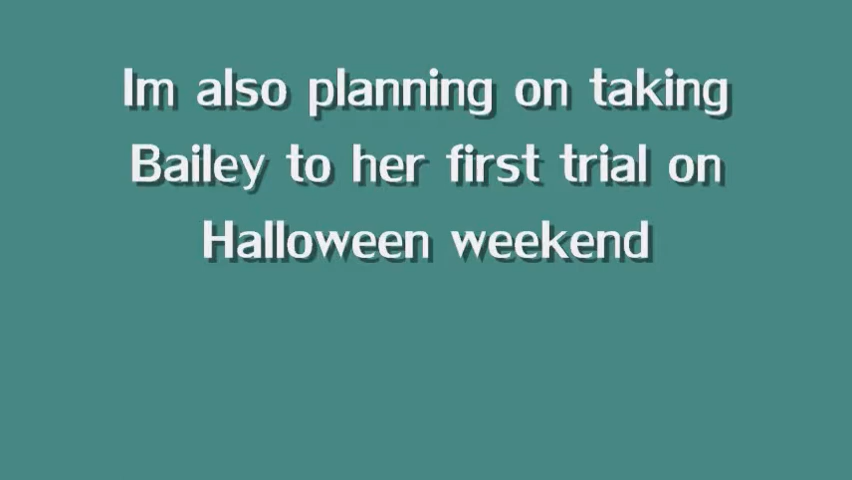 Im also planning on taking
Bailey to her first trial on
Halloween weekend